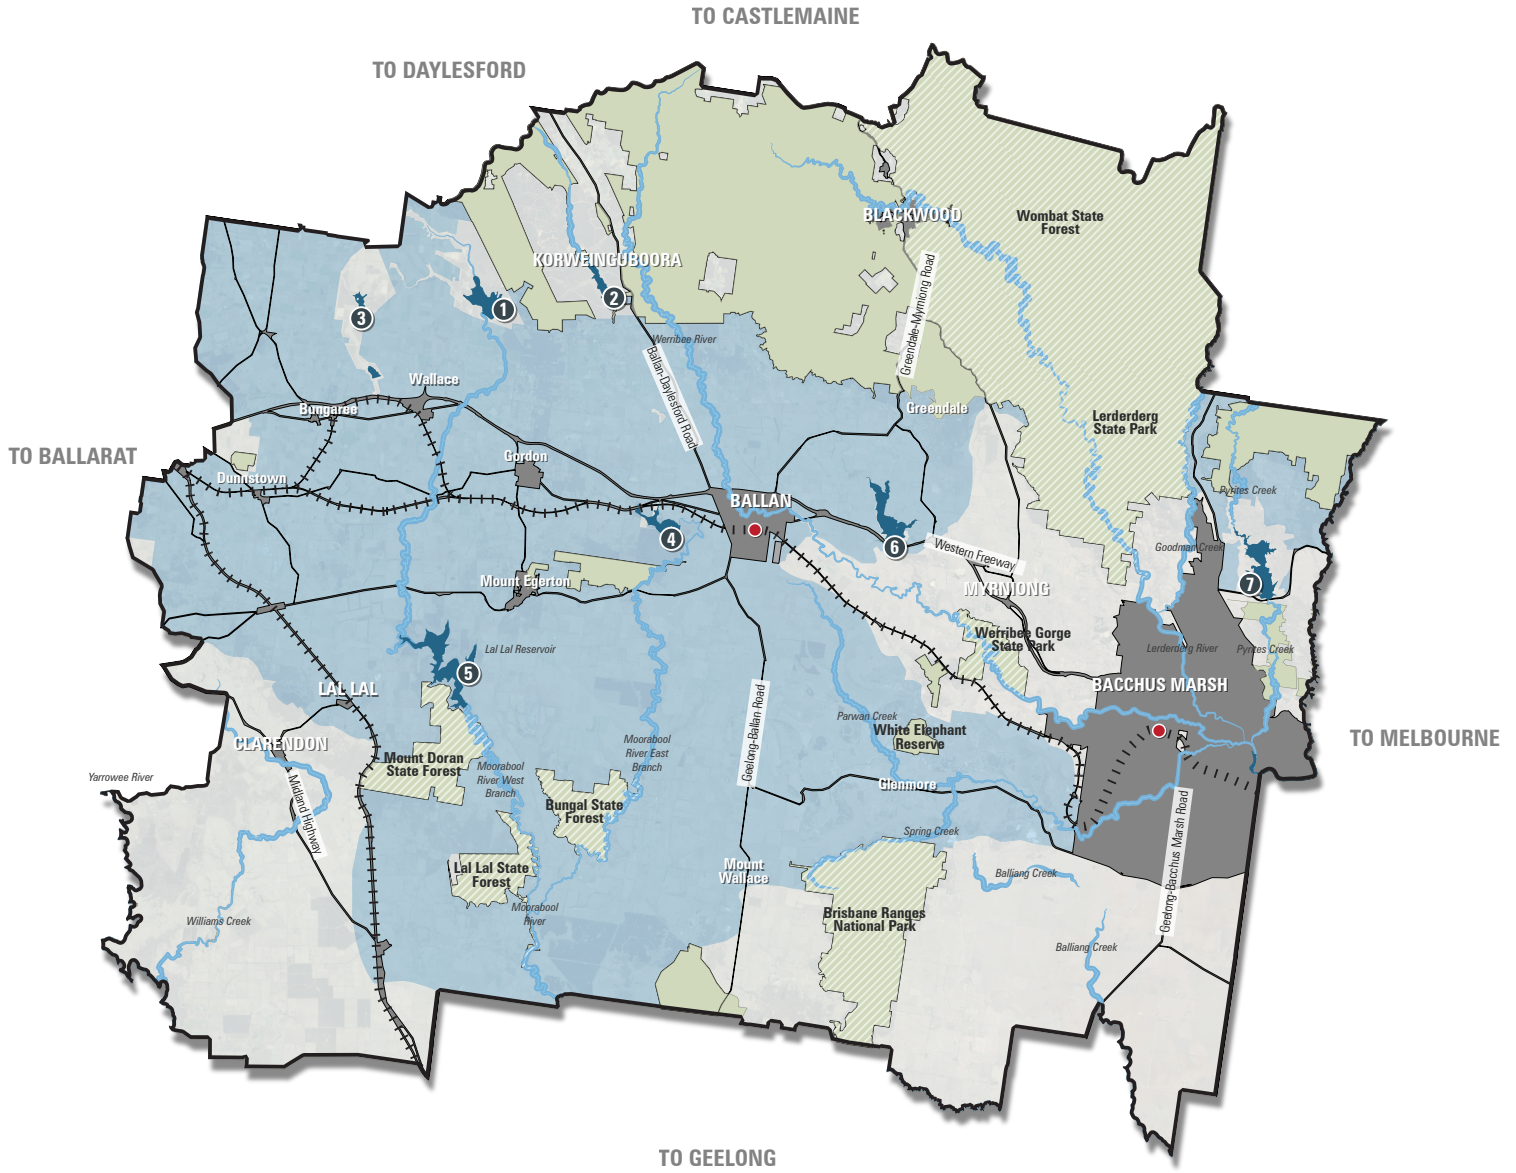 TO CASTLEMAINE
TO DAYLESFORD
BLACKWOOD
Wombat State
Forest
KORWEINGUBOORA
1
2
3
Werribee River
Greendale-Myrniong Road
Ballan-Daylesford Road
Wallace
Bungaree
Greendale
Lerderderg
State Park
TO BALLARAT
Gordon
Dunnstown
Pyrites Creek
BALLAN
4
6
Western Freeway
Goodman Creek
Mount Egerton
MYRNIONG
7
Werribee Gorge
State Park
Lal Lal Reservoir
Lerderderg River
Pyrites Creek
5
LAL LAL
BACCHUS MARSH
Geelong-Ballan-Road
Parwan Creek
White Elephant
Reserve
CLARENDON
Moorabool
River East
Branch
TO MELBOURNE
Mount Doran
State Forest
Moorabool
River West
Branch
Yarrowee River
Glenmore
Midland Highway
Bungal State
Forest
Geelong-Bacchus Marsh Road
Spring Creek
Mount
Wallace
Lal Lal State
Forest
Balliang Creek
Moorabool
River
Williams Creek
Brisbane Ranges
National Park
Balliang Creek
TO GEELONG